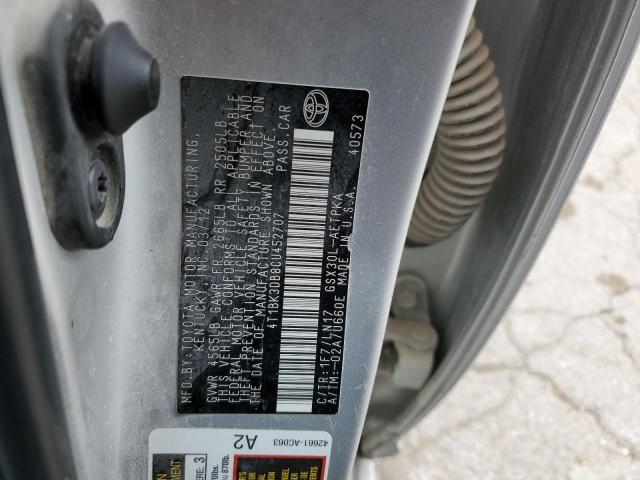 MFD.BY:TOYOTA MOTOR MANUFACTURING,
KENTUCKY, INC. 03/12
GVWR 4565LB GAWR FR 2665LB RR 2505LB
THIS VEHICLE CONFORMS TO ALL APPLICABLE
FEDERAL MOTOR VEHICLE SAFETY, BUMPER, AND
THEFT PREVENTION STANDARDS IN EFFECT ON
THE DATE OF MANUFACTURE SHOWN ABOVE.
4T1BK3DB8CU452707 PASS.CAR
C/TR:1F7/LN17 GSX30L-AETPKA
A/TM:-02A/U660E MADE IN U.S.A. 40573
42661-AC063
A2